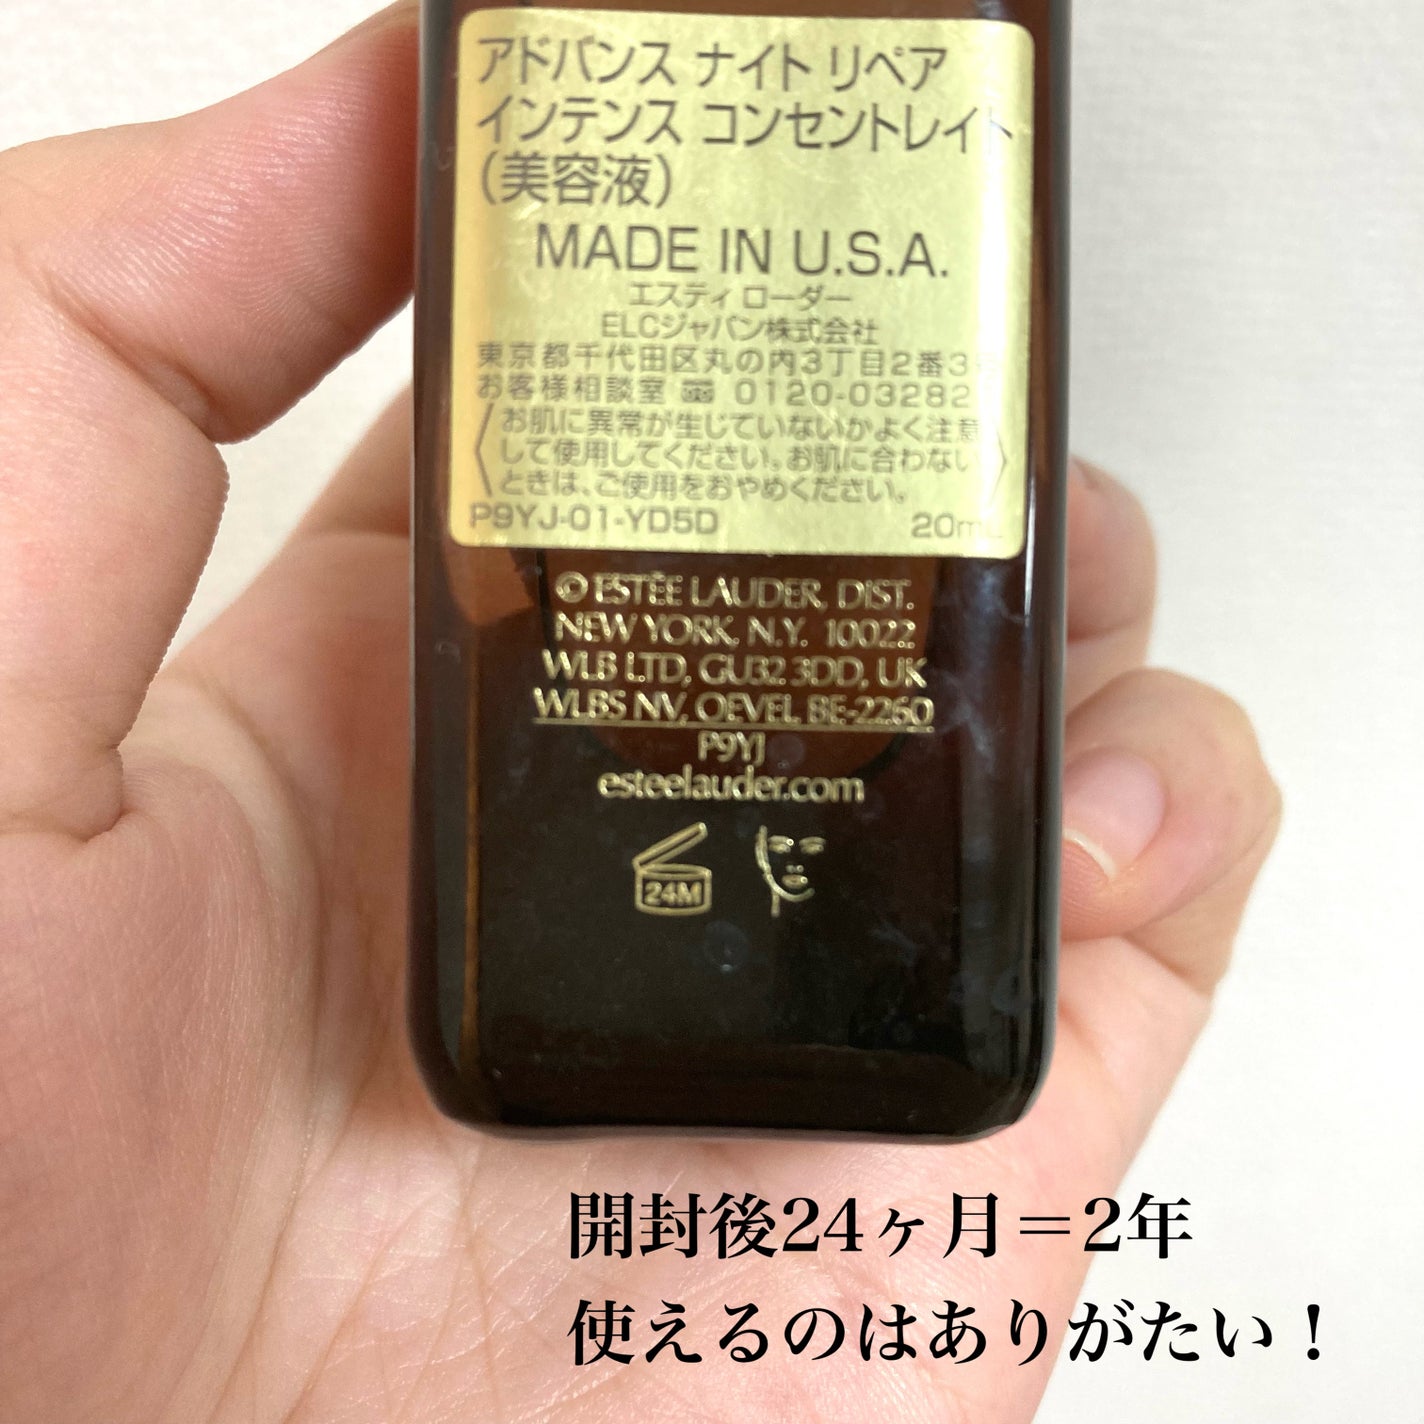 アドバンス ナイト リペア
インテンス コンセントレイト
(美容液)
MADE IN U.S.A.
エスティ ローダー
ELCジャパン株式会社
東京都千代田区丸の内3丁目2番3号
お客様相談室 0120-03282
お肌に異常が生じていないかよく注意
して使用してください。お肌に合わない
ときは、ご使用をおやめください。
P9YJ-01-YD5D 20mL
© ESTĒE LAUDER, DIST.
NEW YORK, N.Y. 10022
WLB LTD, GU32 3DD, UK
WLBS NV, OEVEL BE-2260
P9YJ
esteelauder.com
24M
開封後24ヶ月＝2年
使えるのはありがたい！